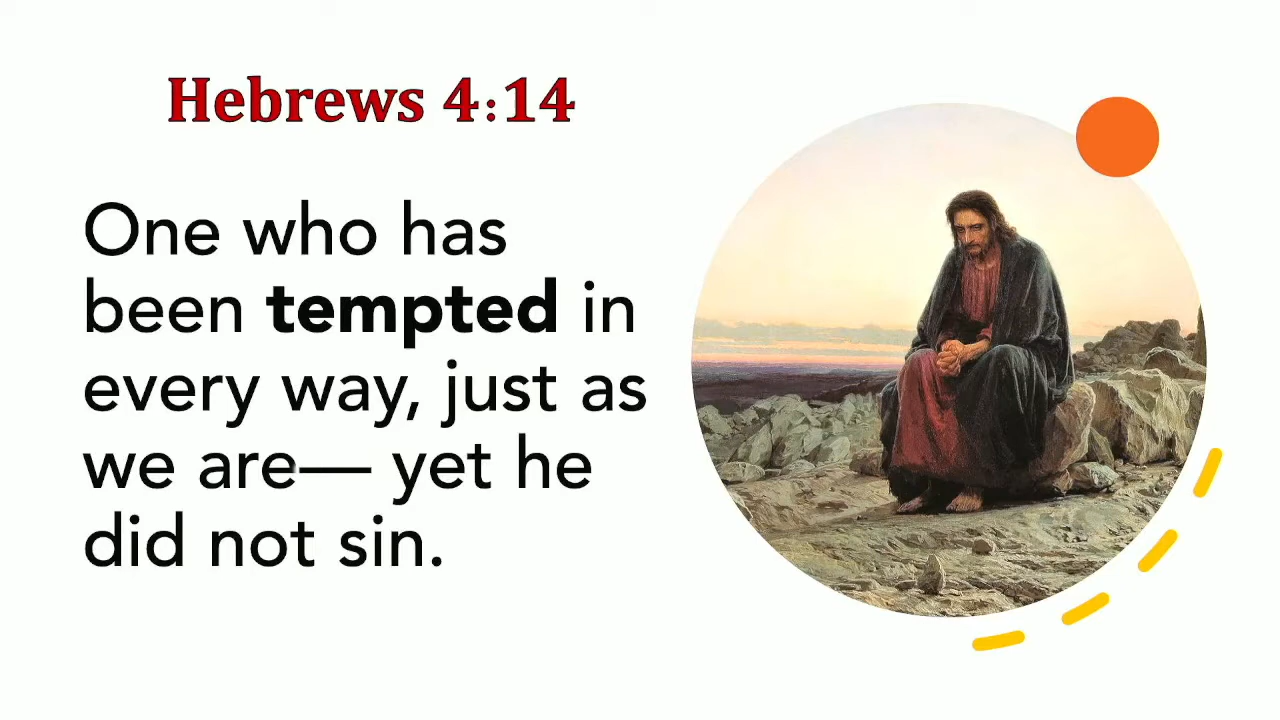 Hebrews 4:14
One who has
been tempted in
every way, just as
we are— yet he
did not sin.